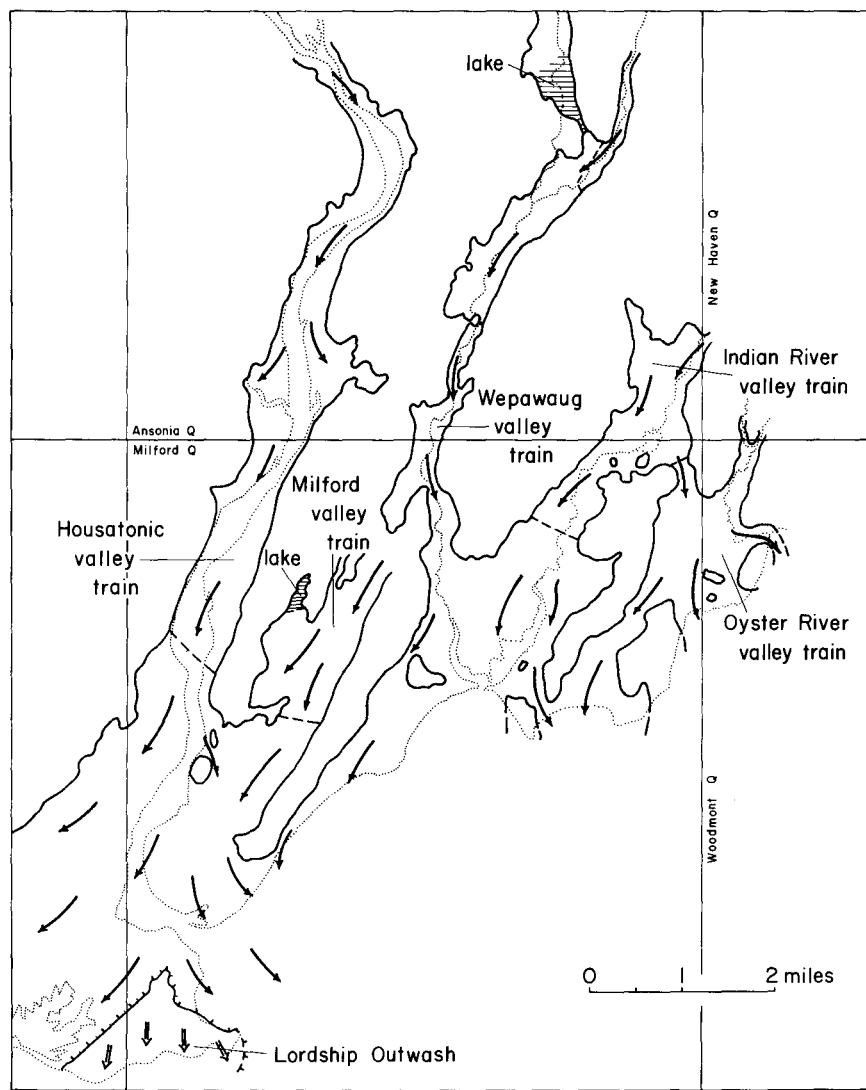 lake
New Haven Q
Indian River
valley train
Wepawaug
valley
train
Ansonia Q
Milford Q
Milford
valley
train
Housatonic
valley
train
lake
Oyster River
valley train
Woodmont Q
0 2 miles
Lordship Outwash